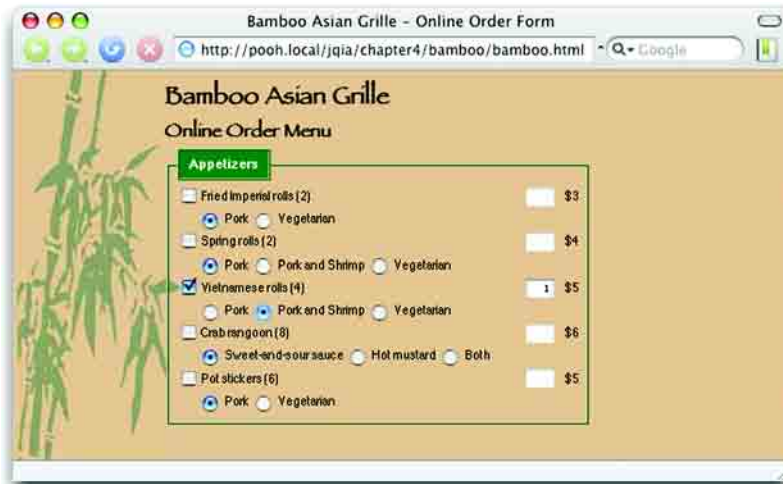 Bamboo Asian Grille – Online Order Form
http://pooh.local/jqia/chapter4/bamboo/bamboo.html
Google
Bamboo Asian Grille
Online Order Menu
Appetizers
Fried imperial rolls (2) $3
Pork Vegetarian
Spring rolls (2) $4
Pork Pork and Shrimp Vegetarian
Vietnamese rolls (4) 1 $5
Pork Pork and Shrimp Vegetarian
Crab rangoon (8) $6
Sweet-and-sour sauce Hot mustard Both
Pot stickers (6) $5
Pork Vegetarian